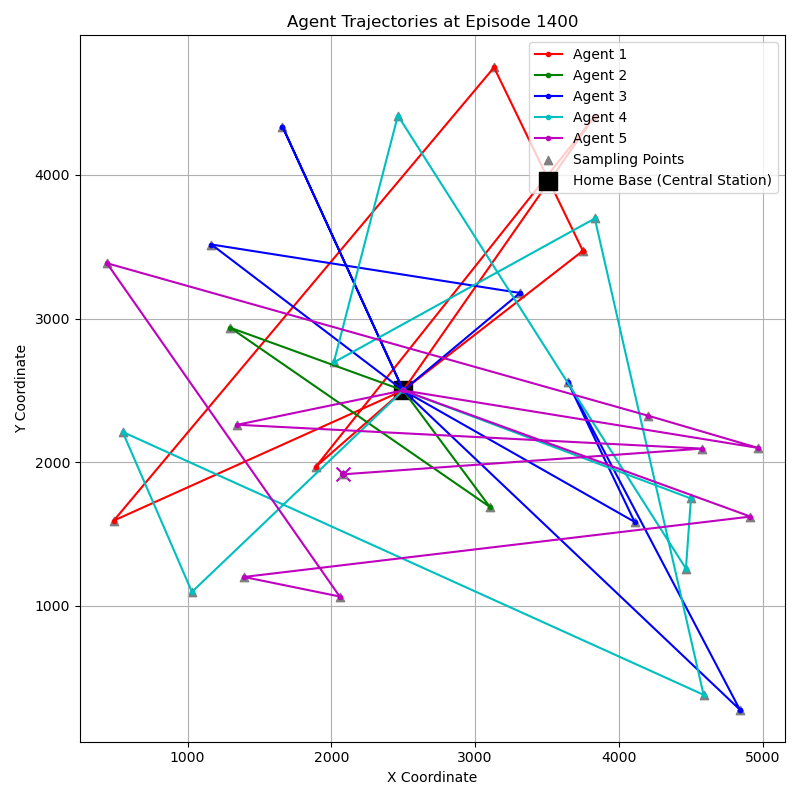 Agent Trajectories at Episode 1400
Agent 1
Agent 2
Agent 3
Agent 4
Agent 5
Sampling Points
Home Base (Central Station)
Y Coordinate
4000
3000
2000
1000
1000 2000 3000 4000 5000
X Coordinate